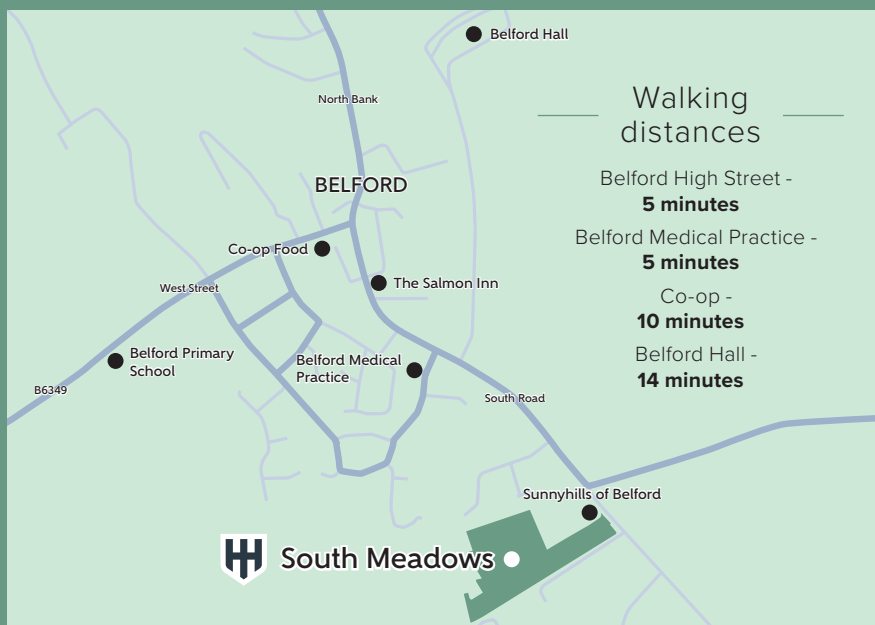 Belford Hall
North Bank
BELFORD
Co-op Food
The Salmon Inn
West Street
Belford Primary
School
Belford Medical
Practice
B6349
South Road
Sunnyhills of Belford
South Meadows
Walking
distances
Belford High Street -
5 minutes
Belford Medical Practice -
5 minutes
Co-op -
10 minutes
Belford Hall -
14 minutes